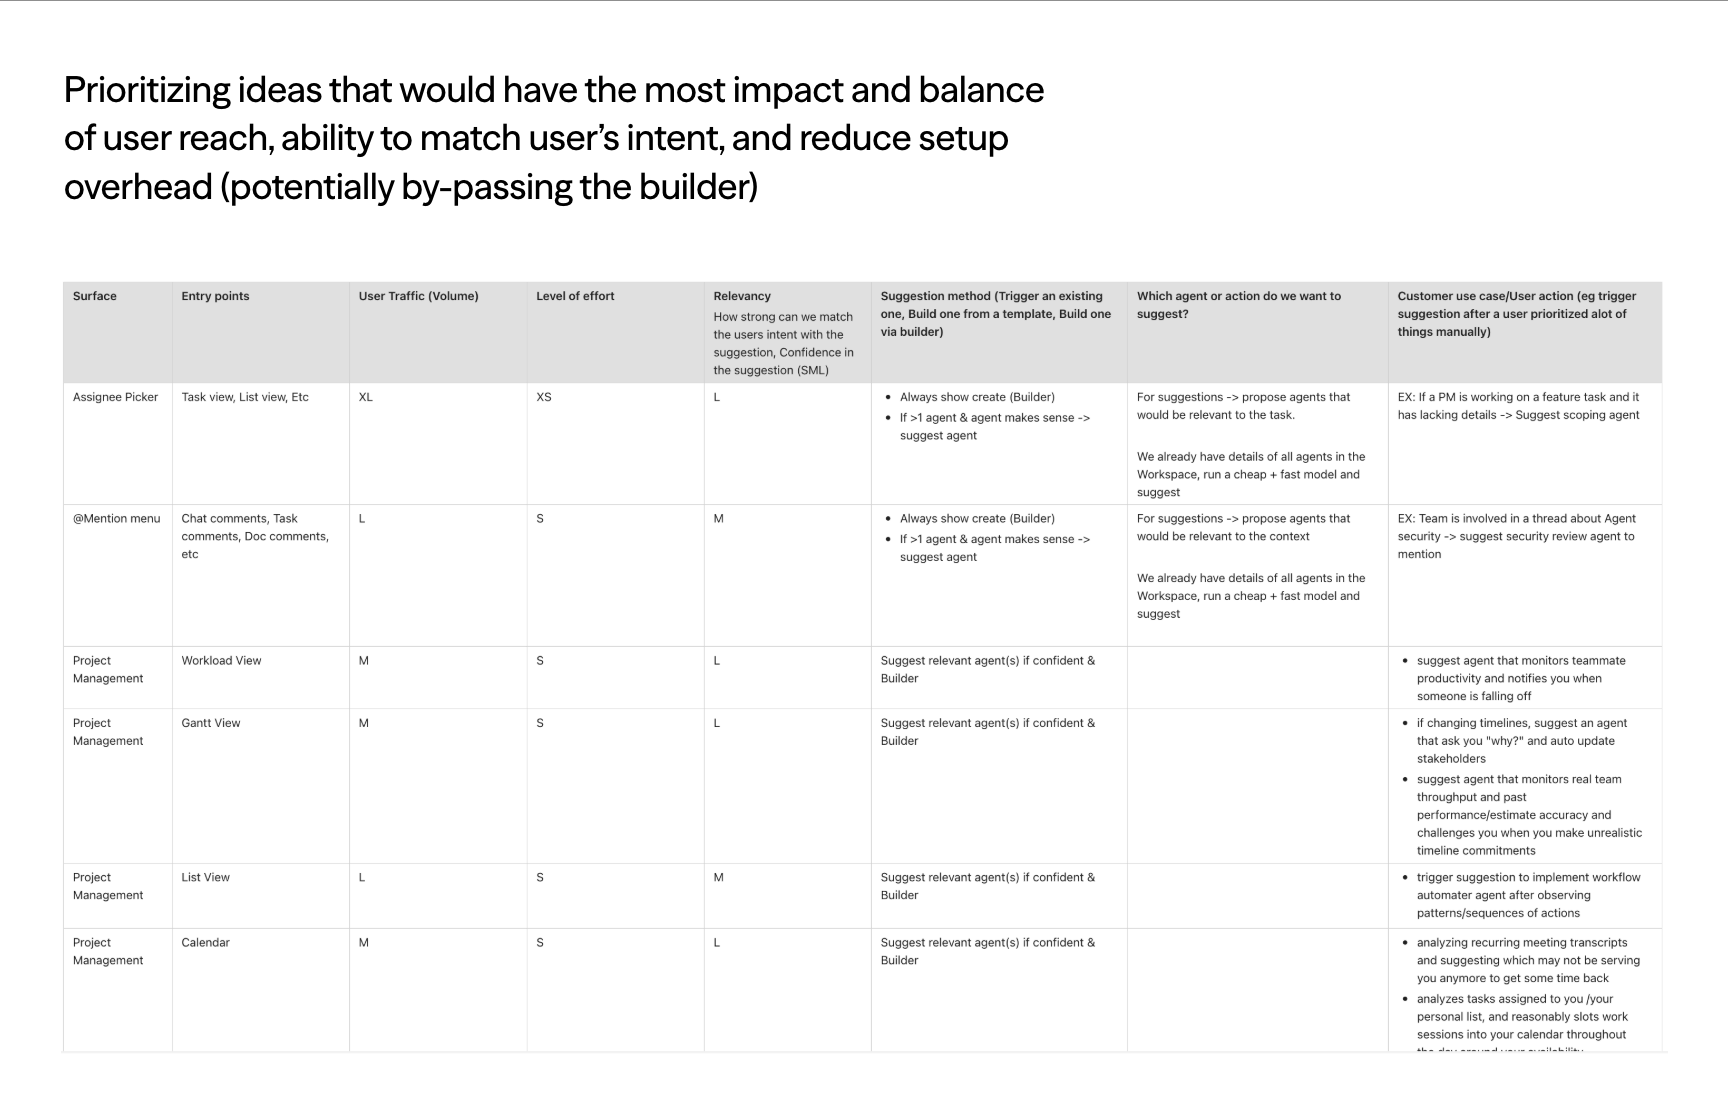 Prioritizing ideas that would have the most impact and balance
of user reach, ability to match user’s intent, and reduce setup
overhead (potentially by-passing the builder)
Surface
Entry points
User Traffic (Volume)
Level of effort
Relevancy
How strong can we match
the users intent with the
suggestion, Confidence in
the suggestion (SML)
Suggestion method (Trigger an existing
one, Build one from a template, Build one
via builder)
Which agent or action do we want to
suggest?
Customer use case/User action (eg trigger
suggestion after a user prioritized alot of
things manually)
Assignee Picker
Task view, List view, Etc
XL
XS
L
• Always show create (Builder)
• If >1 agent & agent makes sense ->
suggest agent
For suggestions -> propose agents that
would be relevant to the task.
We already have details of all agents in the
Workspace, run a cheap + fast model and
suggest
EX: If a PM is working on a feature task and it
has lacking details -> Suggest scoping agent
@Mention menu
Chat comments, Task
comments, Doc comments,
etc
L
S
M
• Always show create (Builder)
• If >1 agent & agent makes sense ->
suggest agent
For suggestions -> propose agents that
would be relevant to the context
We already have details of all agents in the
Workspace, run a cheap + fast model and
suggest
EX: Team is involved in a thread about Agent
security -> suggest security review agent to
mention
Project
Management
Workload View
M
S
L
Suggest relevant agent(s) if confident &
Builder
• suggest agent that monitors teammate
productivity and notifies you when
someone is falling off
Project
Management
Gantt View
M
S
L
Suggest relevant agent(s) if confident &
Builder
• if changing timelines, suggest an agent
that ask you "why?" and auto update
stakeholders
• suggest agent that monitors real team
throughput and past
performance/estimate accuracy and
challenges you when you make unrealistic
timeline commitments
Project
Management
List View
L
S
M
Suggest relevant agent(s) if confident &
Builder
• trigger suggestion to implement workflow
automater agent after observing
patterns/sequences of actions
Project
Management
Calendar
M
S
L
Suggest relevant agent(s) if confident &
Builder
• analyzing recurring meeting transcripts
and suggesting which may not be serving
you anymore to get some time back
• analyzes tasks assigned to you /your
personal list, and reasonably slots work
sessions into your calendar throughout
the day around your availability